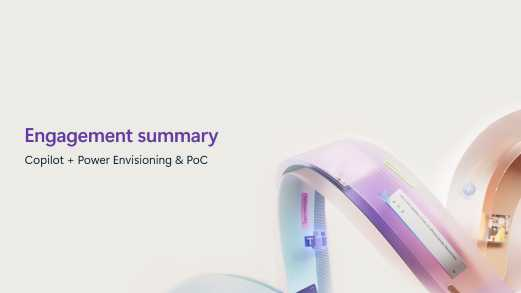 Engagement summary
Copilot + Power Envisioning & PoC